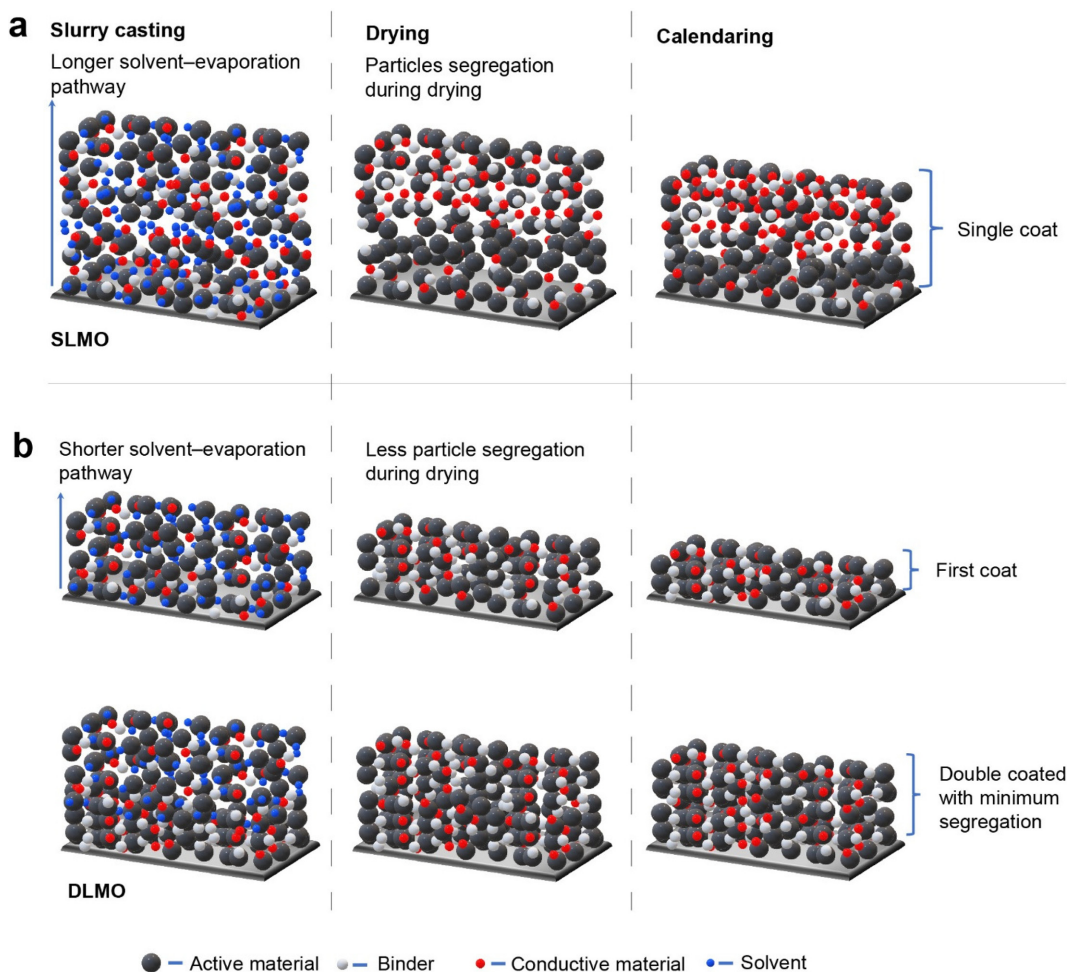 a
Slurry casting
Drying
Calendaring
Longer solvent–evaporation
pathway
Particles segregation
during drying
Single coat
SLMO
b
Shorter solvent–evaporation
pathway
Less particle segregation
during drying
First coat
Double coated
with minimum
segregation
DLMO
Active material
Binder
Conductive material
Solvent